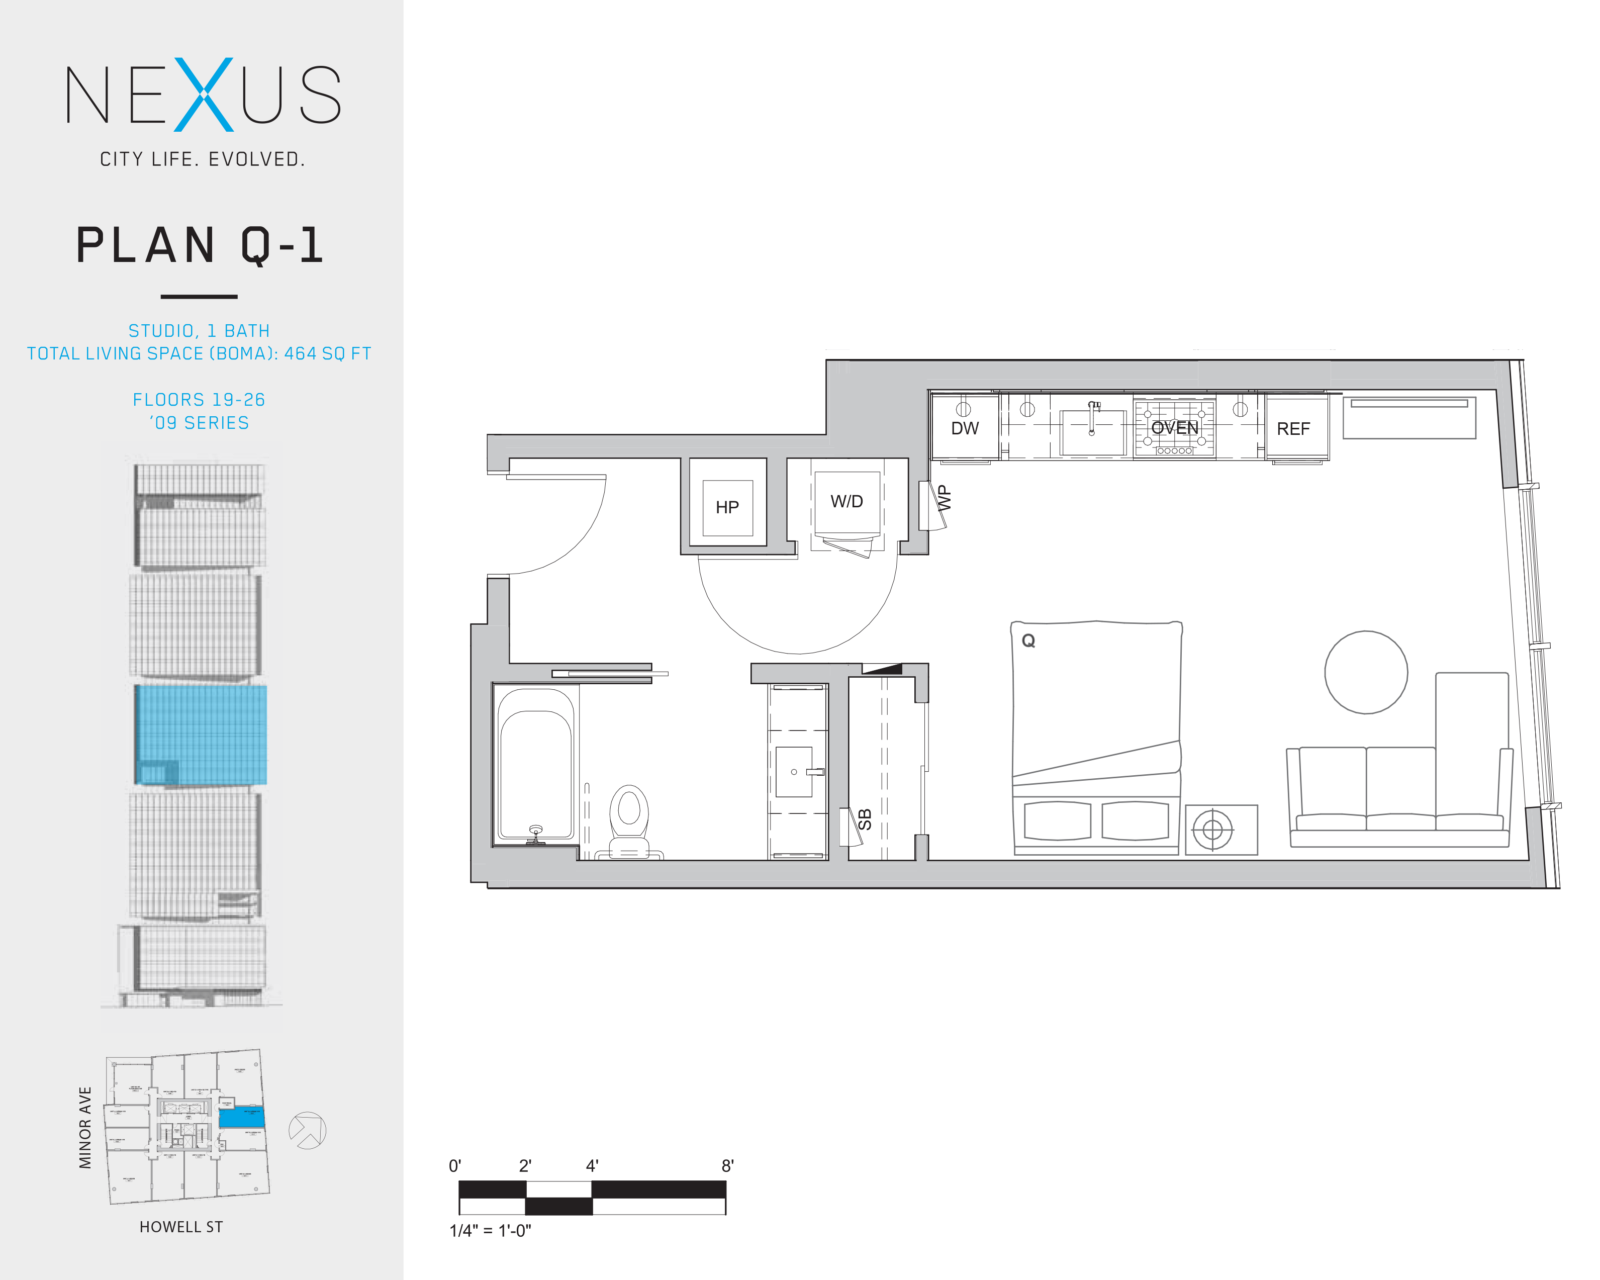 NEXUS
CITY LIFE. EVOLVED.
PLAN Q-1
STUDIO, 1 BATH
TOTAL LIVING SPACE (BOMA): 464 SQ FT
FLOORS 19-26
‘09 SERIES
MINOR AVE
HOWELL ST
DW
OVEN
REF
HP
W/D
WP
Q
SB
0' 2' 4' 8'
1/4" = 1'-0"